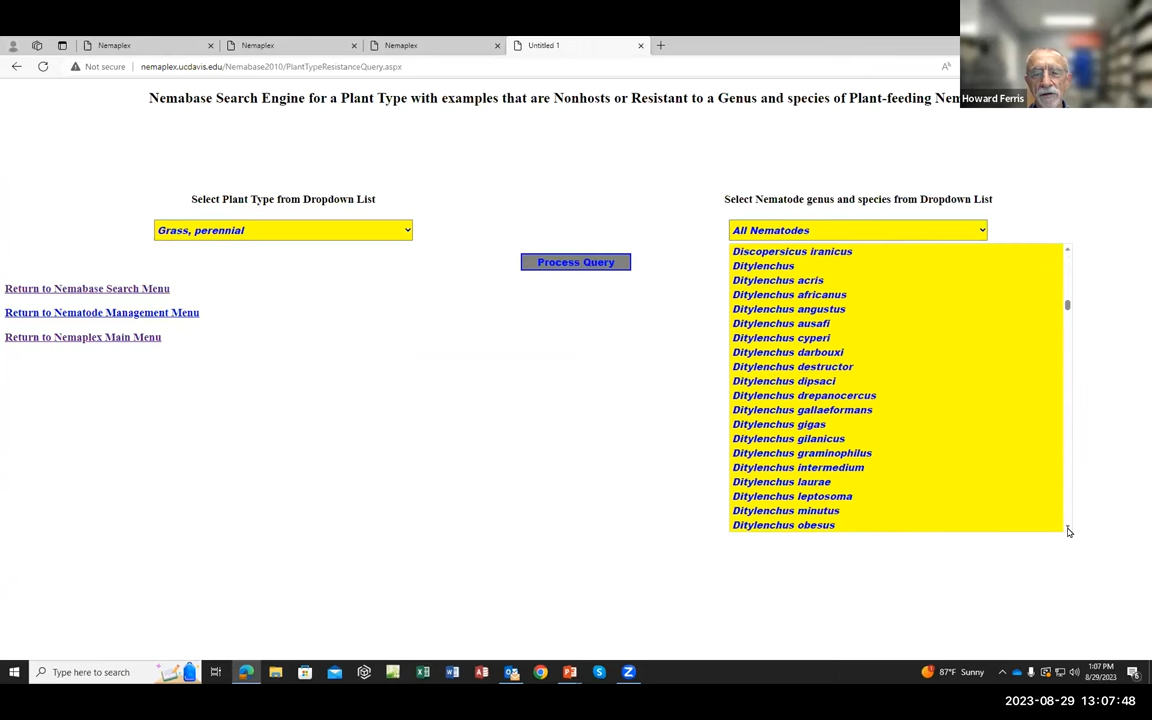 Nemaplex
Nemaplex
Nemaplex
Untitled 1
Not secure
nemaplex.ucdavis.edu/Nemabase2010/PlantTypeResistanceQuery.aspx
Howard Ferris
Nemabase Search Engine for a Plant Type with examples that are Nonhosts or Resistant to a Genus and species of Plant-feeding Nem
Select Plant Type from Dropdown List
Select Nematode genus and species from Dropdown List
Grass, perennial
All Nematodes
Process Query
Return to Nemabase Search Menu
Return to Nematode Management Menu
Return to Nemaplex Main Menu
Discopersicus iranicus
Ditylenchus
Ditylenchus acris
Ditylenchus africanus
Ditylenchus angustus
Ditylenchus ausafi
Ditylenchus cyperi
Ditylenchus darbouxi
Ditylenchus destructor
Ditylenchus dipsaci
Ditylenchus drepanocercus
Ditylenchus gallaeformans
Ditylenchus gigas
Ditylenchus gilanicus
Ditylenchus graminophilus
Ditylenchus intermedium
Ditylenchus laurae
Ditylenchus leptosoma
Ditylenchus minutus
Ditylenchus obesus
Type here to search
87°F Sunny
1:07 PM
8/29/2023
2023-08-29 13:07:48